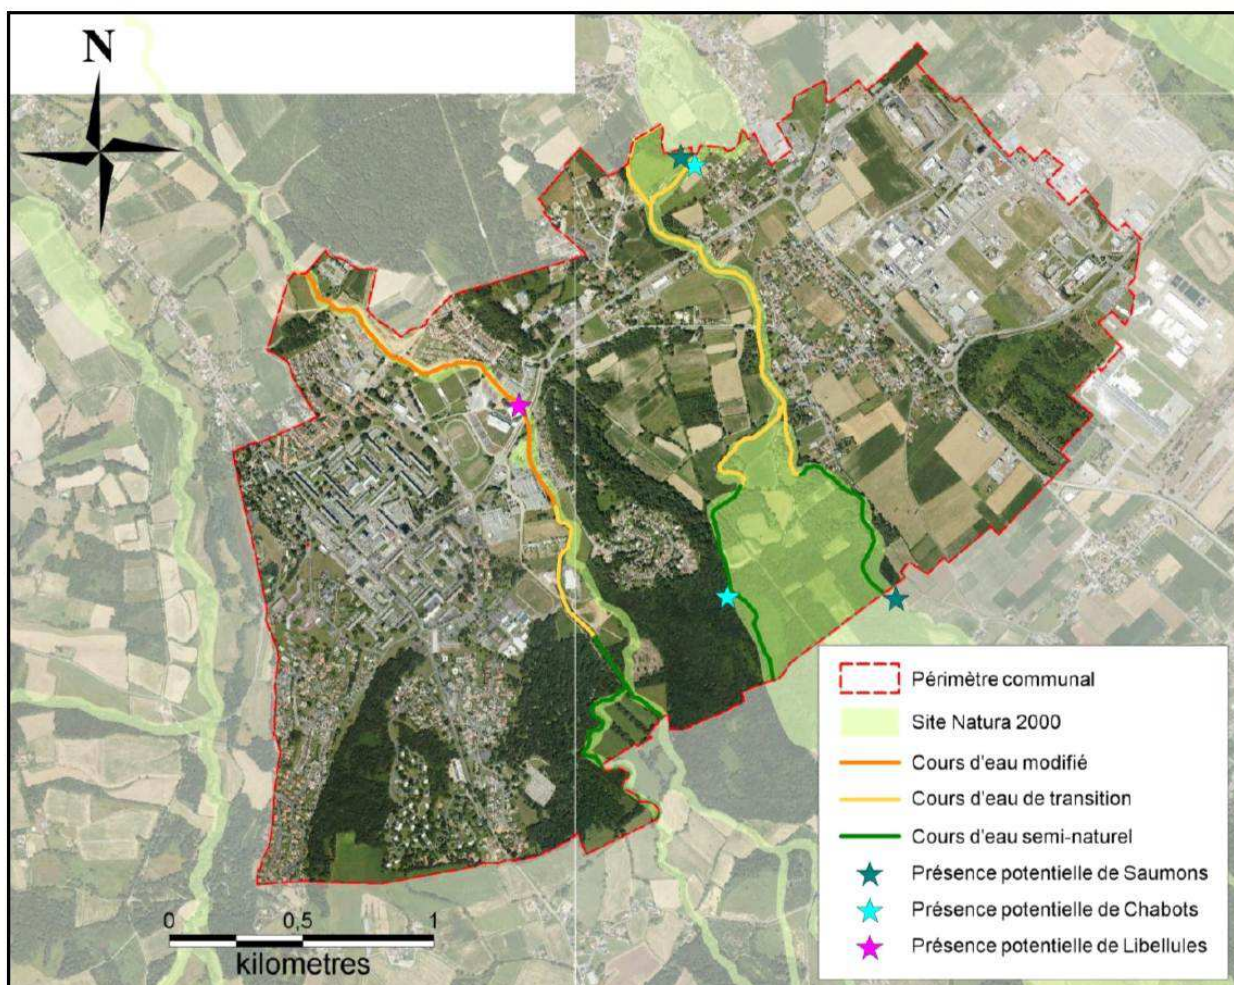 N
Périmètre communal
Site Natura 2000
Cours d'eau modifié
Cours d'eau de transition
Cours d'eau semi-naturel
Présence potentielle de Saumons
Présence potentielle de Chabots
Présence potentielle de Libellules
0 0,5 1
kilometres